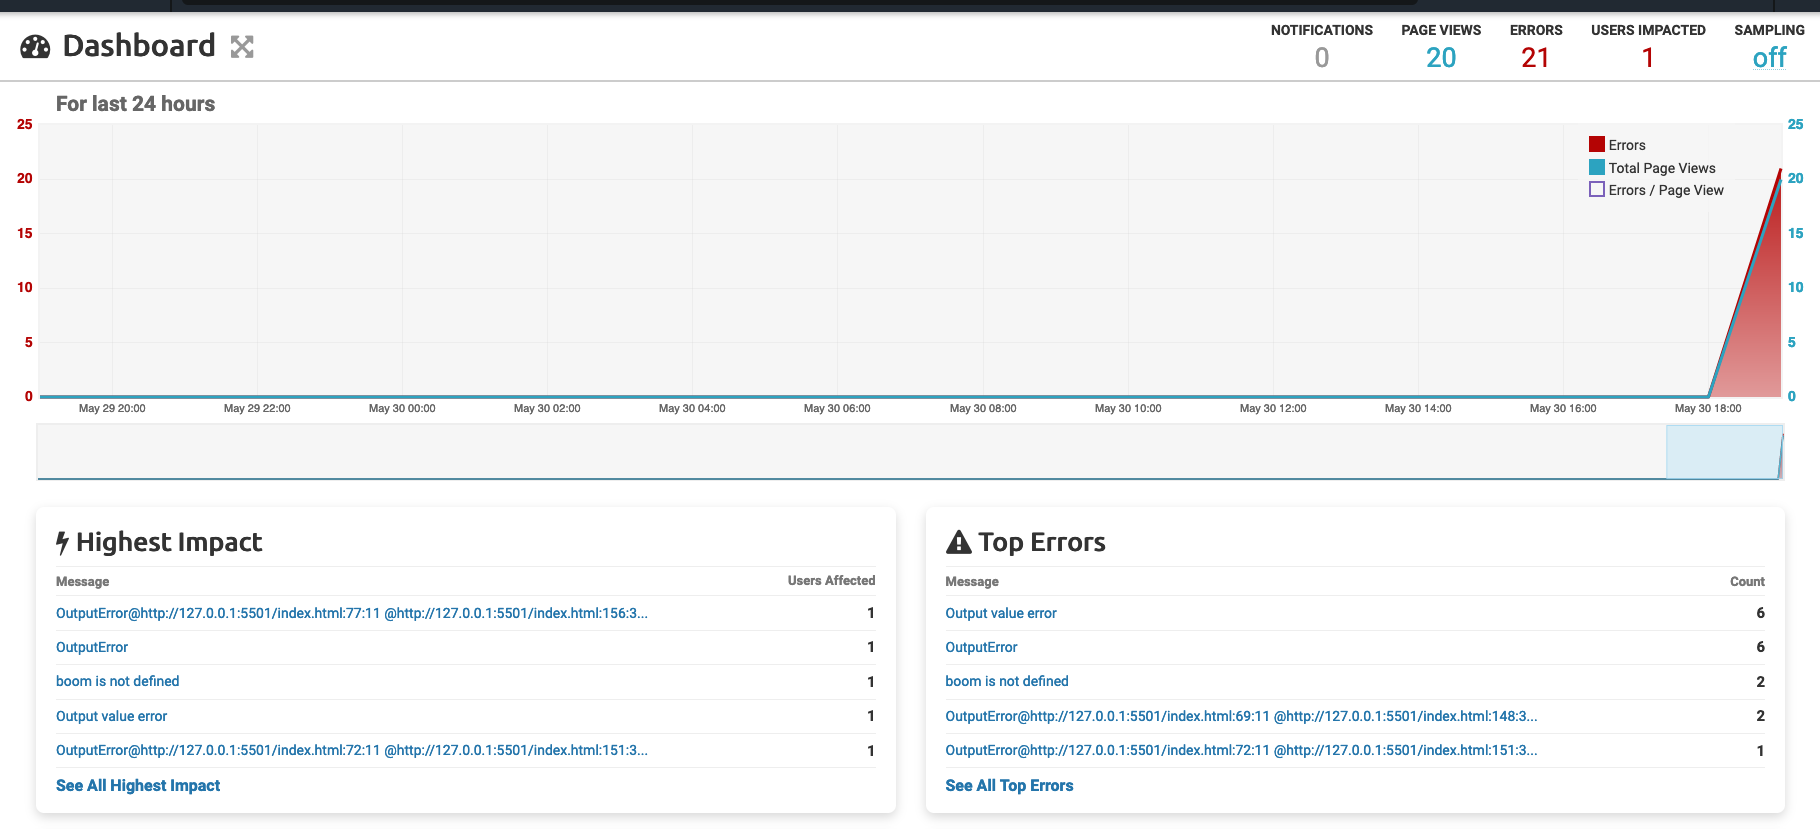 Dashboard
NOTIFICATIONS PAGE VIEWS ERRORS USERS IMPACTED SAMPLING
0 20 21 1 off
For last 24 hours
25 25
Errors
Total Page Views
20 20
Errors / Page View
15 15
10 10
5 5
0 0
May 29 20:00 May 29 22:00 May 30 00:00 May 30 02:00 May 30 04:00 May 30 06:00 May 30 08:00 May 30 10:00 May 30 12:00 May 30 14:00 May 30 16:00 May 30 18:00
Highest Impact
Message Users Affected
OutputError@http://127.0.0.1:5501/index.html:77:11 @http://127.0.0.1:5501/index.html:156:3... 1
OutputError 1
boom is not defined 1
Output value error 1
OutputError@http://127.0.0.1:5501/index.html:72:11 @http://127.0.0.1:5501/index.html:151:3... 1
See All Highest Impact
Top Errors
Message Count
Output value error 6
OutputError 6
boom is not defined 2
OutputError@http://127.0.0.1:5501/index.html:69:11 @http://127.0.0.1:5501/index.html:148:3... 2
OutputError@http://127.0.0.1:5501/index.html:72:11 @http://127.0.0.1:5501/index.html:151:3... 1
See All Top Errors